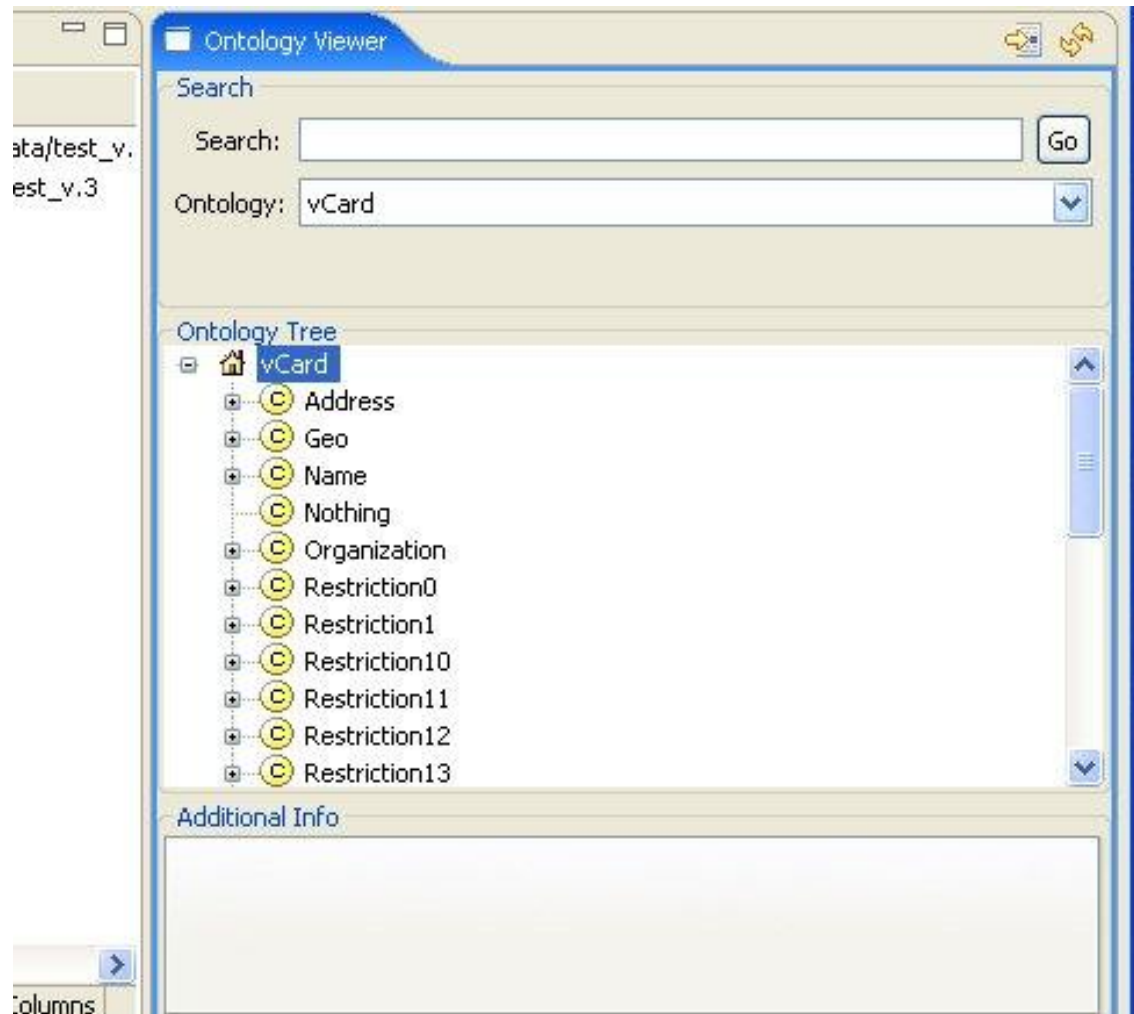 ata/test_v.
est_v.3
Columns
Ontology Viewer
Search
Search:
Go
Ontology: vCard
Ontology Tree
vCard
C Address
C Geo
C Name
C Nothing
C Organization
C Restriction0
C Restriction1
C Restriction10
C Restriction11
C Restriction12
C Restriction13
Additional Info